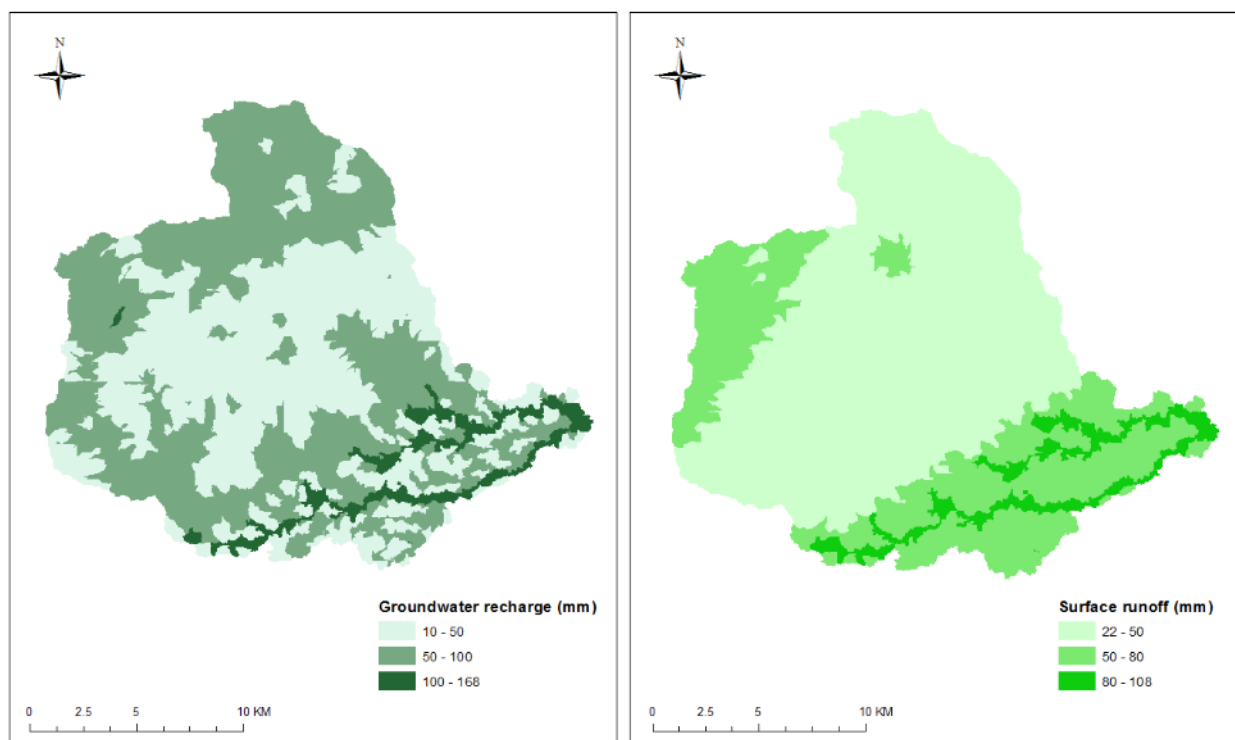 N
Groundwater recharge (mm)
10 - 50
50 - 100
100 - 168
0 2.5 5 10 KM
N
Surface runoff (mm)
22 - 50
50 - 80
80 - 108
0 2.5 5 10 KM